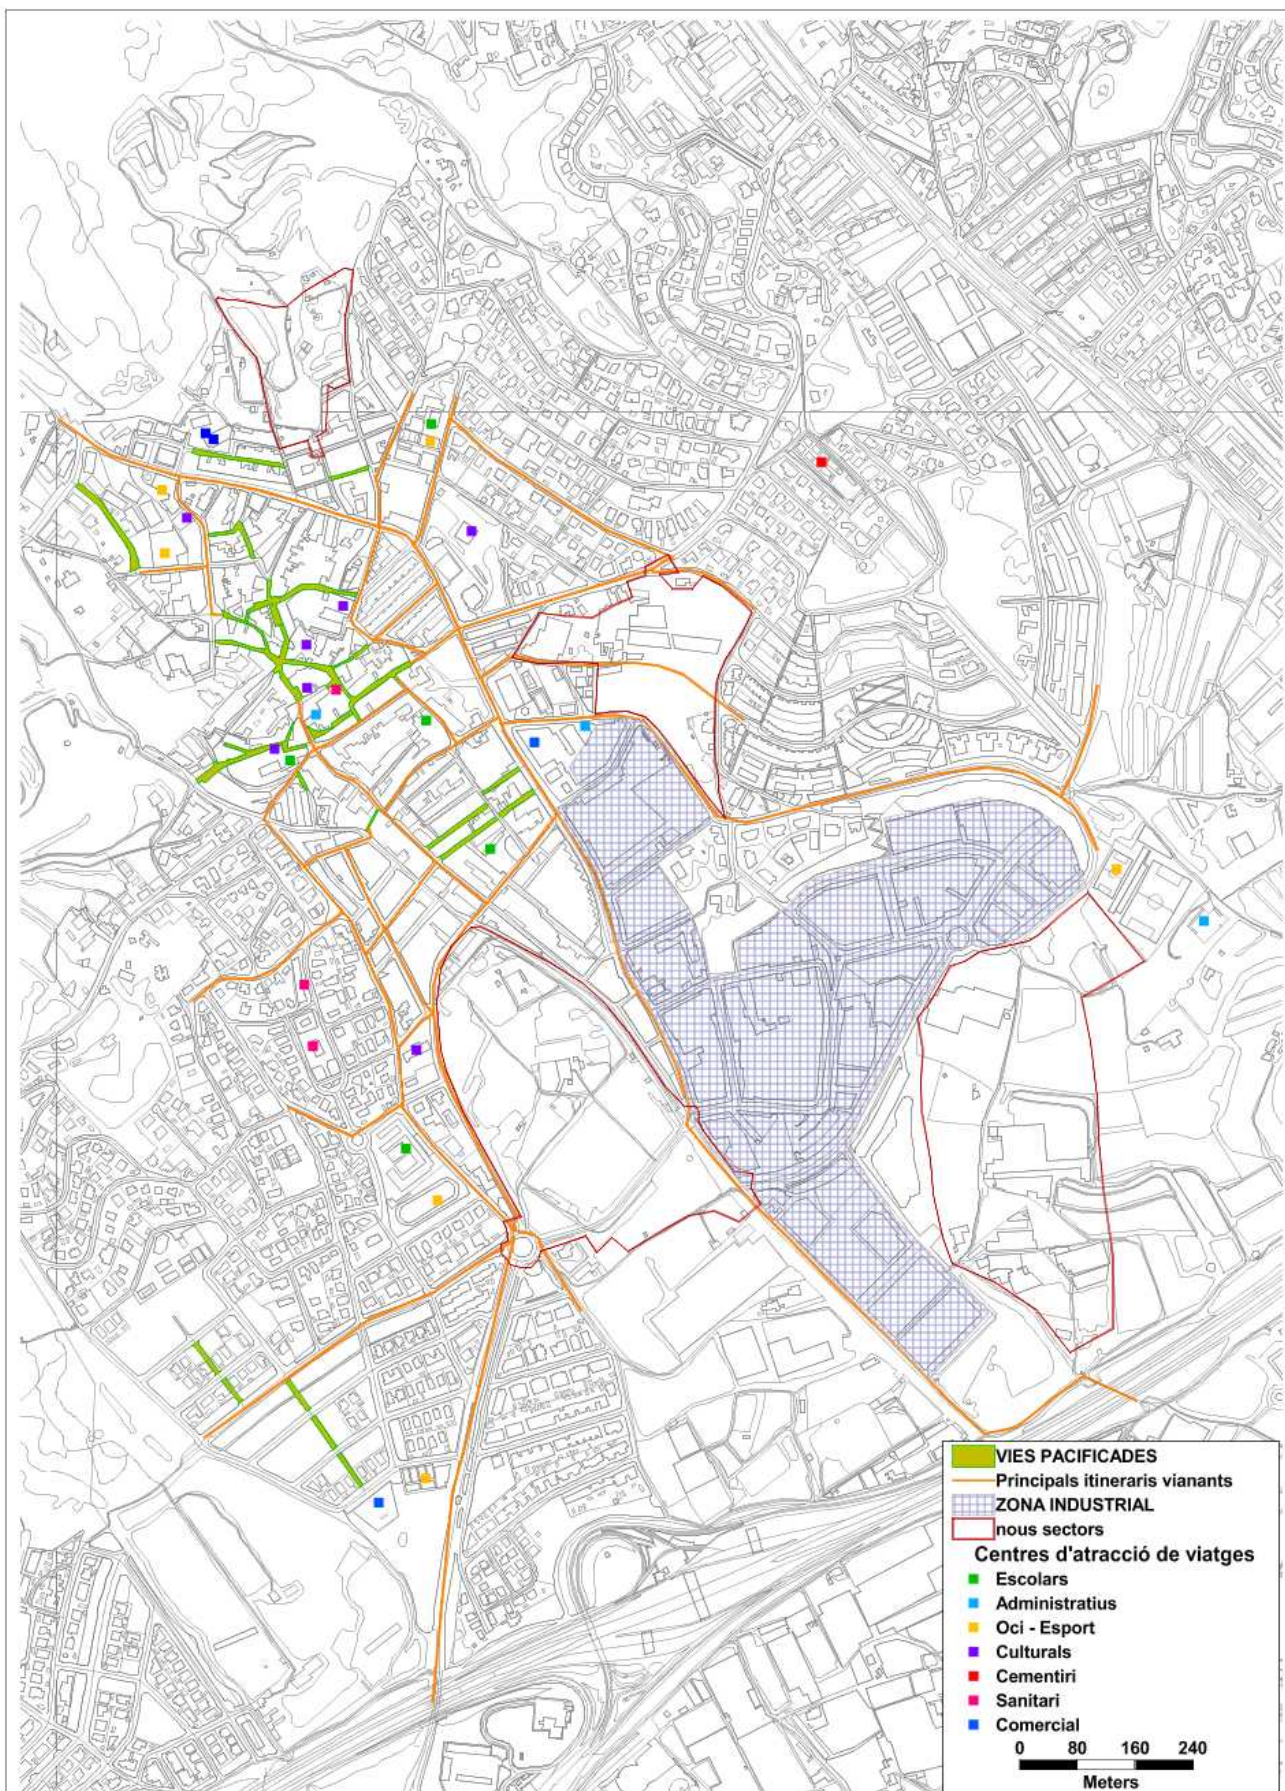 VIES PACIFICADES
Principals itineraris vianants
ZONA INDUSTRIAL
nous sectors
Centres d'atracció de viatges
Escolars
Administratius
Oci - Esport
Culturals
Cementiri
Sanitari
Comercial
0 80 160 240
Meters